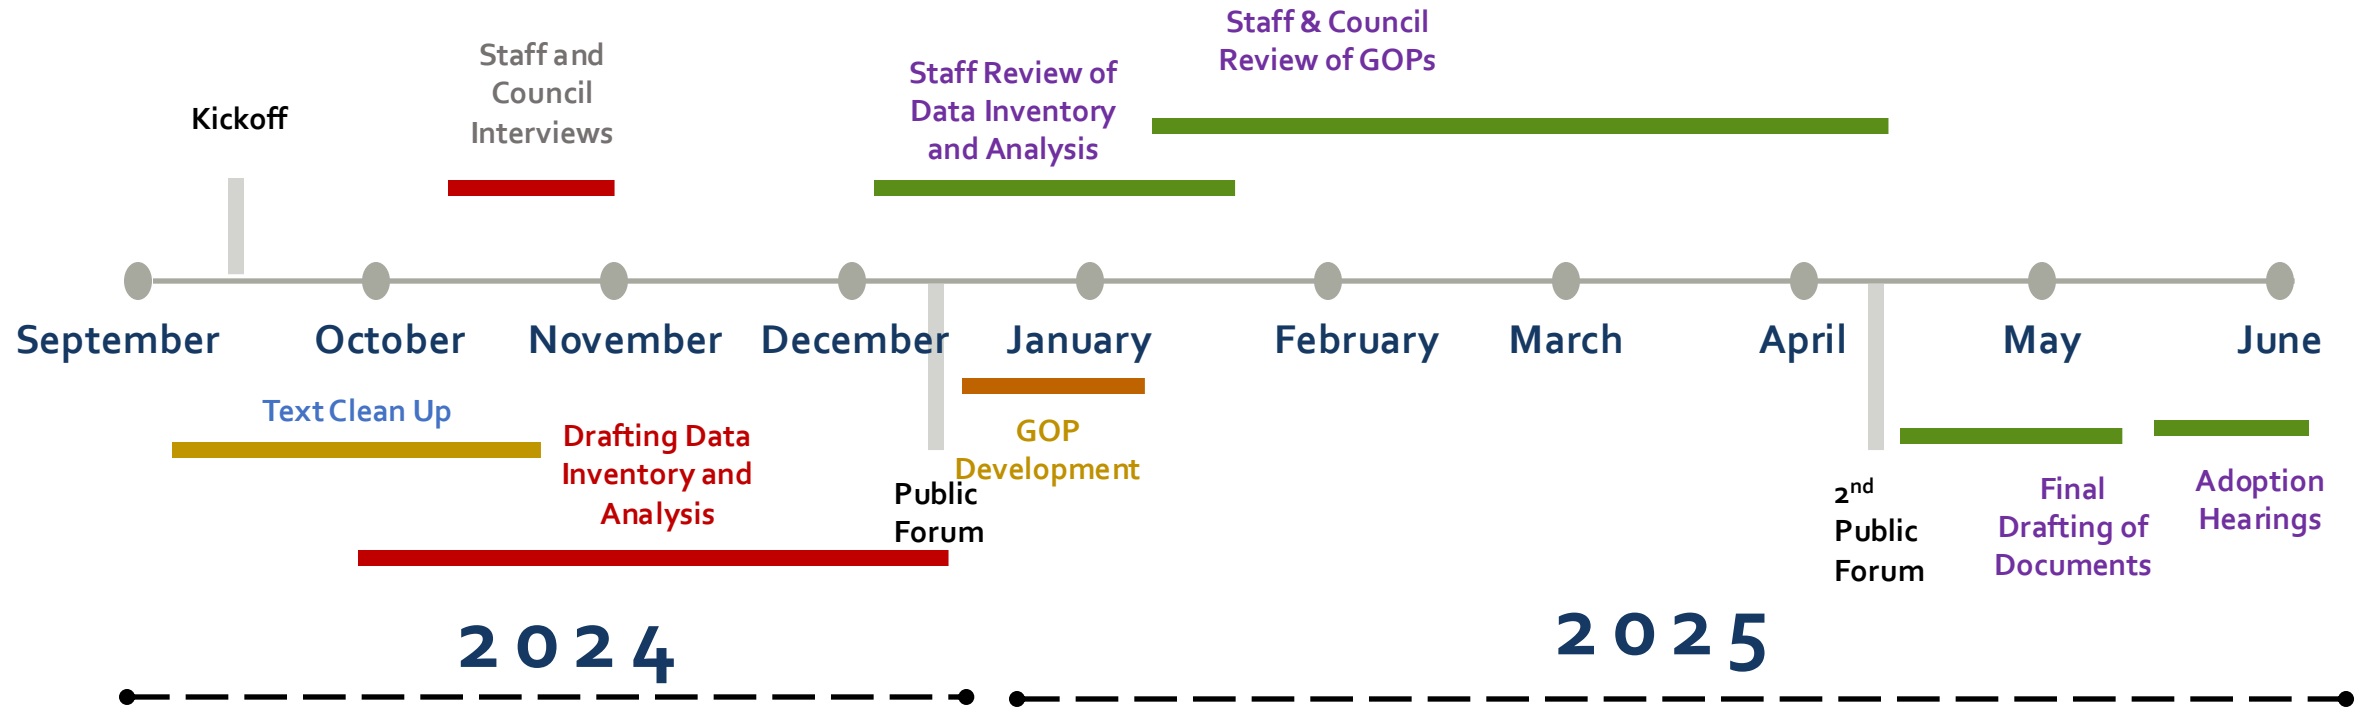 Kickoff
Staff and
Council
Interviews
Staff Review of
Data Inventory
and Analysis
Staff & Council
Review of GOPs
September
October
November
December
January
February
March
April
May
June
Text Clean Up
Drafting Data
Inventory and
Analysis
Public
Forum
GOP
Development
2nd
Public
Forum
Final
Drafting of
Documents
Adoption
Hearings
2024
2025